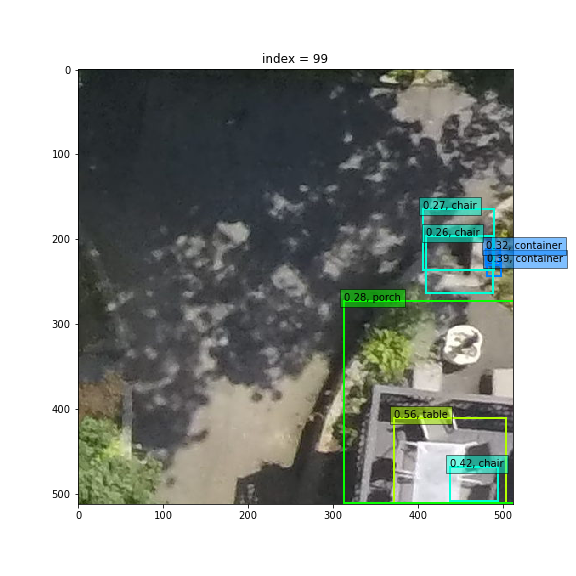 index = 99
0
100
200
300
400
500
0.27, chair
0.26, chair
0.32, container
0.39, container
0.28, porch
0.56, table
0.42, chair
0 100 200 300 400 500